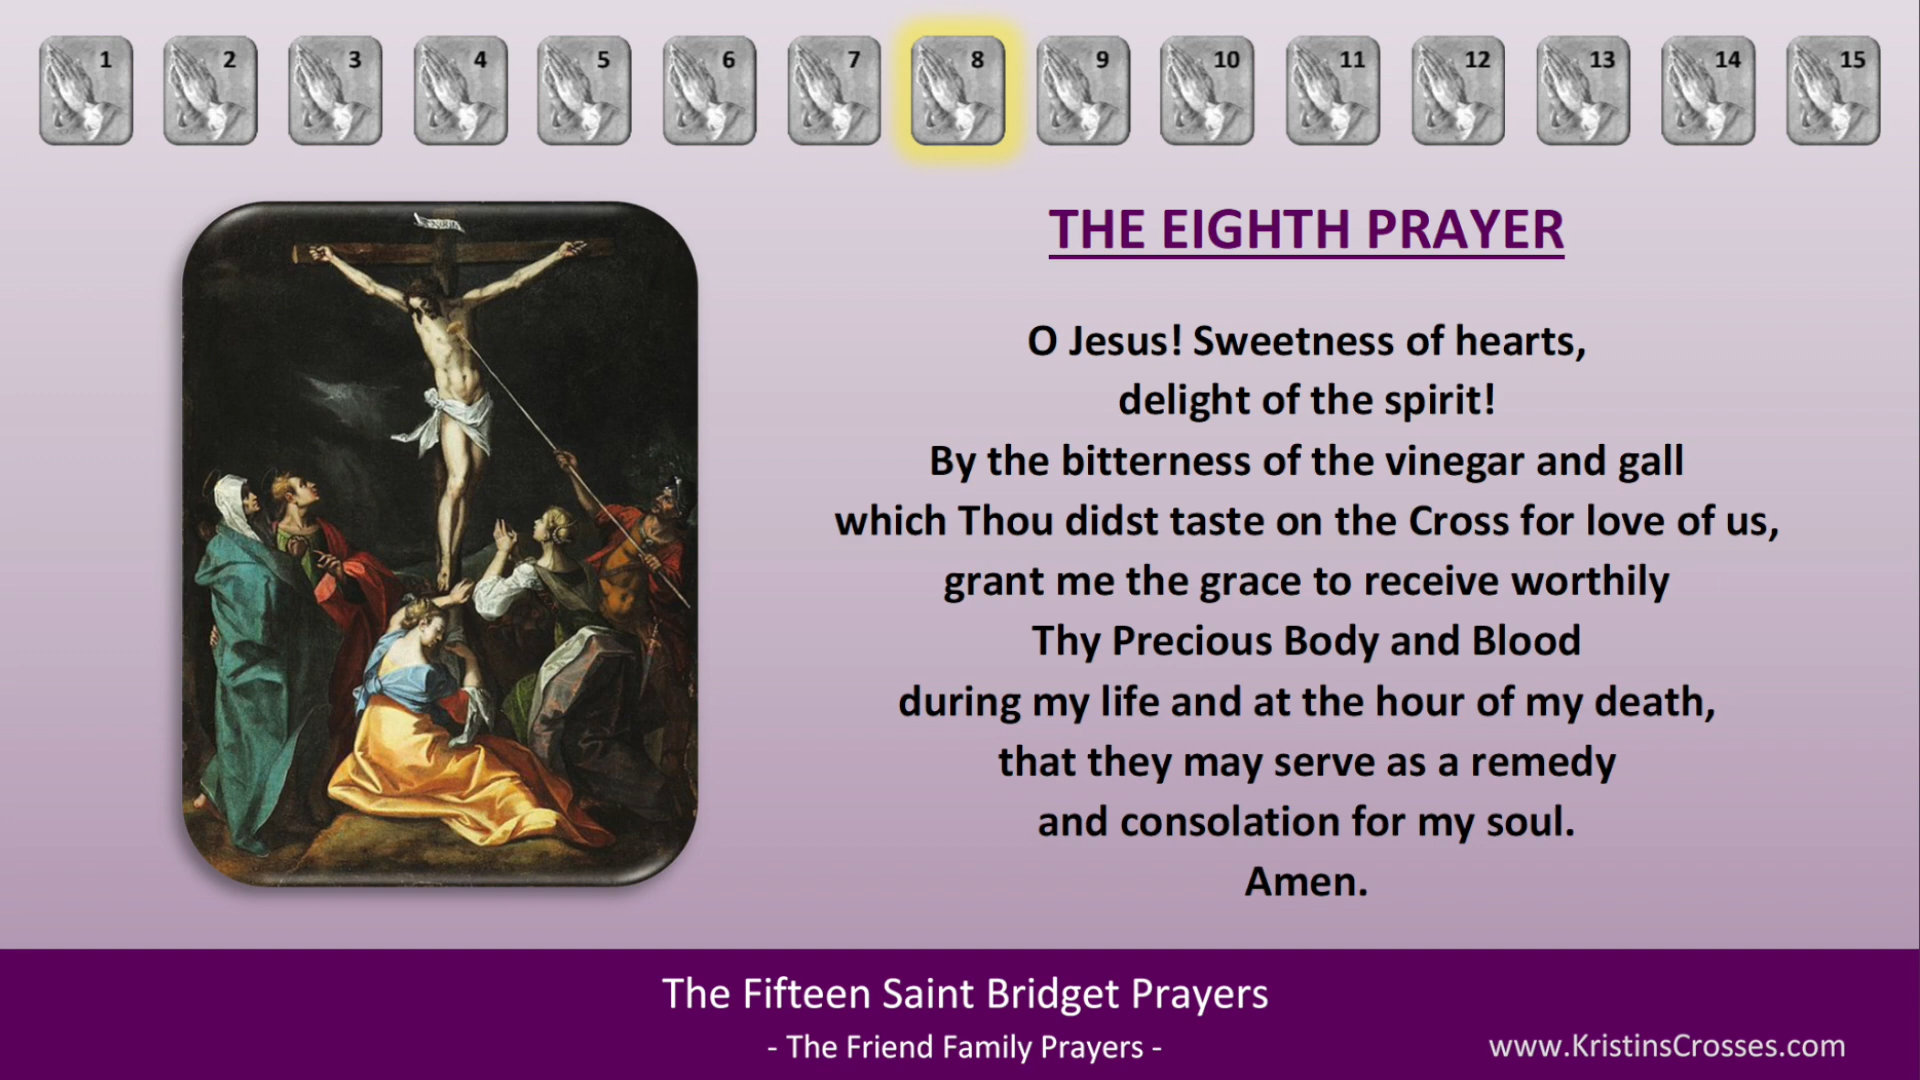 1 2 3 4 5 6 7 8 9 10 11 12 13 14 15
THE EIGHTH PRAYER
O Jesus! Sweetness of hearts,
delight of the spirit!
By the bitterness of the vinegar and gall
which Thou didst taste on the Cross for love of us,
grant me the grace to receive worthily
Thy Precious Body and Blood
during my life and at the hour of my death,
that they may serve as a remedy
and consolation for my soul.
Amen.
The Fifteen Saint Bridget Prayers
- The Friend Family Prayers -
www.KristinsCrosses.com